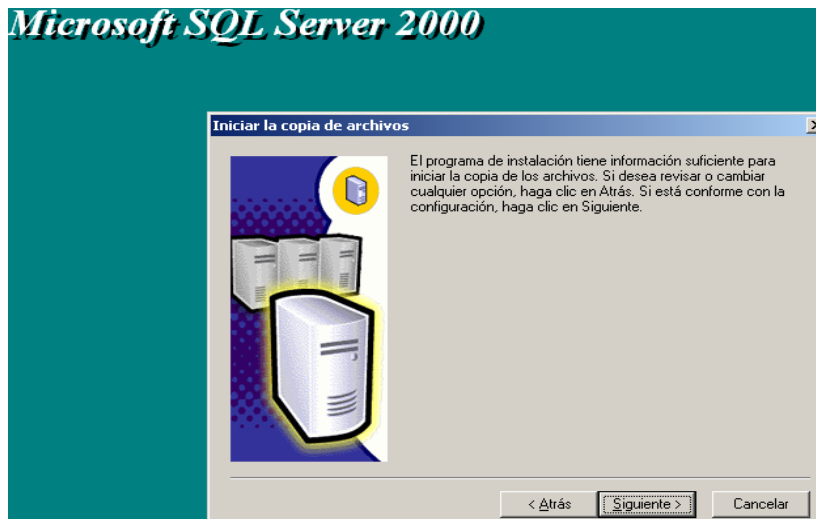 Microsoft SQL Server 2000
Iniciar la copia de archivos
El programa de instalación tiene información suficiente para
iniciar la copia de los archivos. Si desea revisar o cambiar
cualquier opción, haga clic en Atrás. Si está conforme con la
configuración, haga clic en Siguiente.
< Atrás
Siguiente >
Cancelar